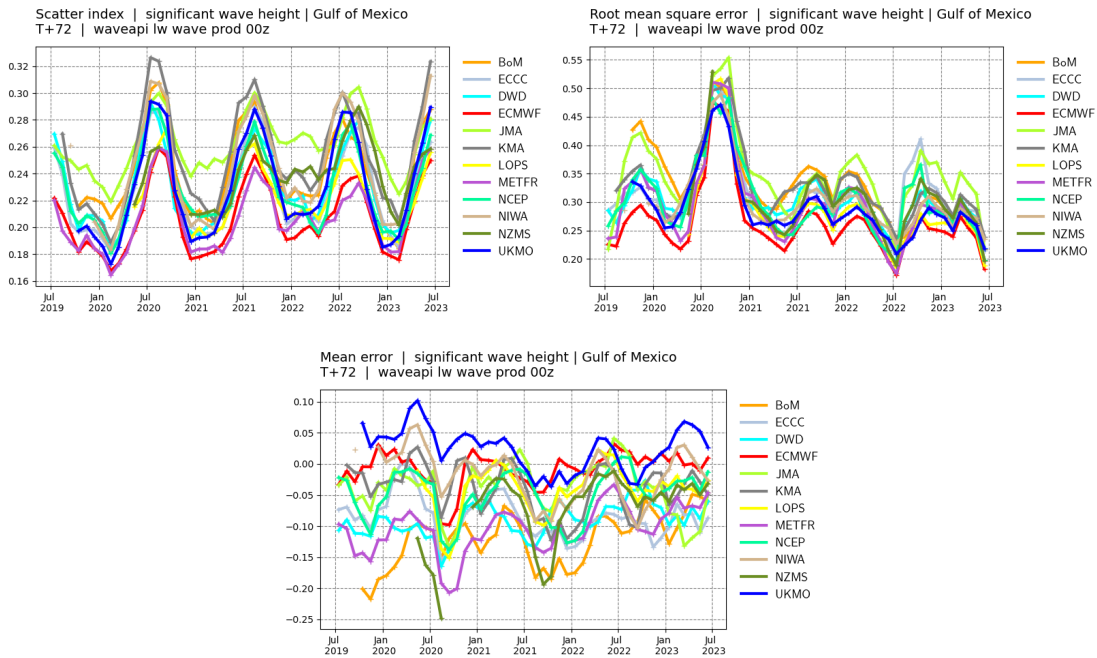 Scatter index | significant wave height | Gulf of Mexico
T+72 | waveapi lw wave prod 00z
0.32
0.30
0.28
0.26
0.24
0.22
0.20
0.18
0.16
Jul Jan Jul Jul Jan Jul Jan Jul
2019 2020 2020 2021 2022 2022 2023 2023
BoM
ECCC
DWD
ECMWF
JMA
KMA
LOPS
METFR
NCEP
NIWA
NZMS
UKMO
Root mean square error | significant wave height | Gulf of Mexico
T+72 | waveapi lw wave prod 00z
0.55
0.50
0.45
0.40
0.35
0.30
0.25
0.20
Jul Jan Jul Jan Jul Jan Jul Jan Jul
2019 2020 2020 2021 2021 2022 2022 2023 2023
BoM
ECCC
DWD
ECMWF
JMA
KMA
LOPS
METFR
NCEP
NIWA
NZMS
UKMO
Mean error | significant wave height | Gulf of Mexico
T+72 | waveapi lw wave prod 00z
0.10
0.05
0.00
−0.05
−0.10
−0.15
−0.20
−0.25
Jul Jan Jul Jan Jul Jan Jul Jan Jul
2019 2020 2020 2021 2021 2022 2022 2023 2023
BoM
ECCC
DWD
ECMWF
JMA
KMA
LOPS
METFR
NCEP
NIWA
NZMS
UKMO